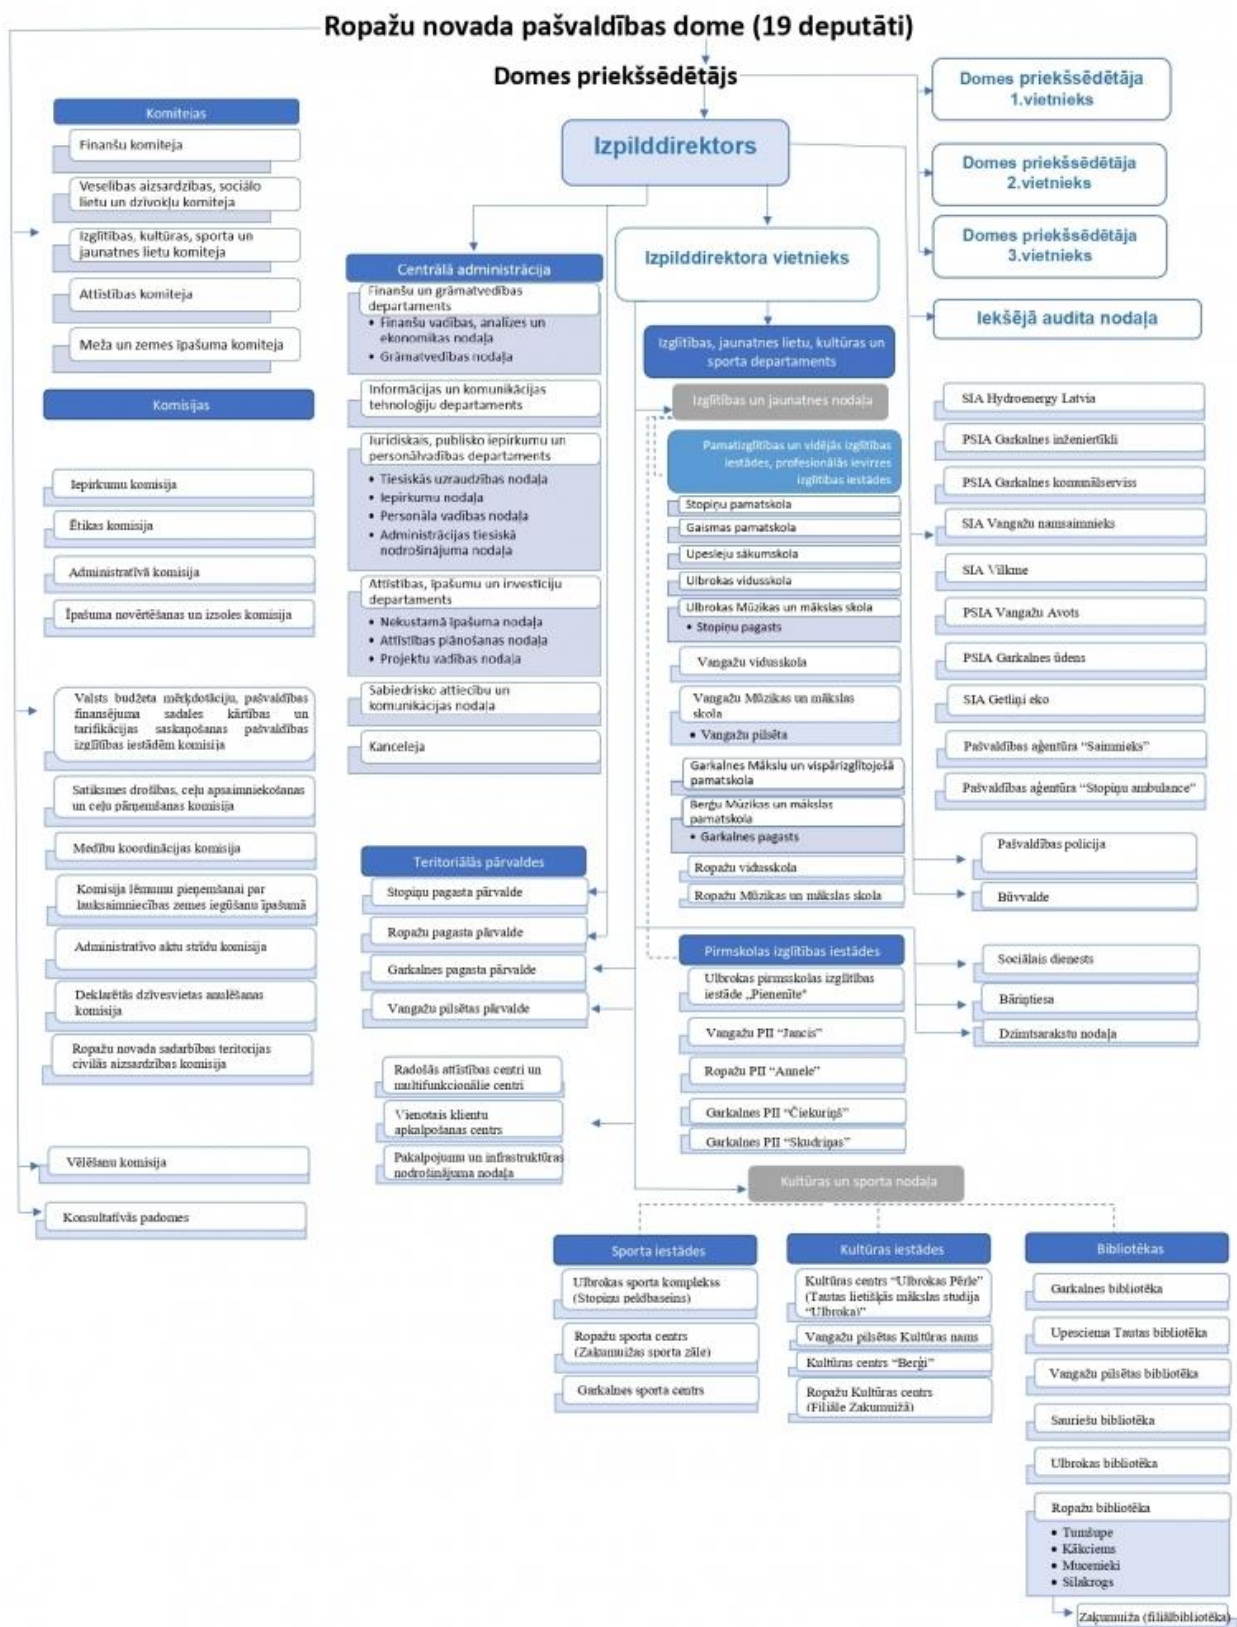 Ropažu novada pašvaldības dome (19 deputāti)
Domes priekšsēdētājs
Domes priekšsēdētāja
1.vietnieks
Domes priekšsēdētāja
2.vietnieks
Domes priekšsēdētāja
3.vietnieks
Iekšējā audita nodaļa
Izpilddirektors
Izpilddirektora vietnieks
Komitejas
Finanšu komiteja
Veselības aizsardzības, sociālo
lietu un dzīvokļu komiteja
Izglītības, kultūras, sporta un
jaunatnes lietu komiteja
Attīstības komiteja
Meža un zemes īpašuma komiteja
Komisijas
Iepirkumu komisija
Ētikas komisija
Administratīvā komisija
Īpašuma novērtēšanas un izsoles komisija
Valsts budžeta mērķdotāciju, pašvaldības
finansējuma sadales kārtības un
tarifikācijas saskaņošanas pašvaldības
izglītības iestādēm komisija
Satiksmes drošības, ceļu apsaimniekošanas
un ceļu pārņemšanas komisija
Medību koordinācijas komisija
Komisija lēmumu pieņemšanai par
lauksaimniecības zemes iegūšanu īpašumā
Administratīvo aktu strīdu komisija
Deklarētās dzīvesvietas anulēšanas
komisija
Ropažu novada sadarbības teritorijas
civilās aizsardzības komisija
Vēlēšanu komisija
Konsultatīvās padomes
Centrālā administrācija
Finanšu un grāmatvedības
departaments
• Finanšu vadības, analīzes un
ekonomikas nodaļa
• Grāmatvedības nodaļa
Informācijas un komunikācijas
tehnoloģiju departaments
Juridiskais, publisko iepirkumu un
personālvadības departaments
• Tiesiskās uzraudzības nodaļa
• Iepirkumu nodaļa
• Personāla vadības nodaļa
• Administrācijas tiesiskā
nodrošinājuma nodaļa
Attīstības, īpašumu un investīciju
departaments
• Nekustamā īpašuma nodaļa
• Attīstības plānošanas nodaļa
• Projektu vadības nodaļa
Sabiedrisko attiecību un
komunikācijas nodaļa
Kanceleja
Teritoriālās pārvaldes
Stopiņu pagasta pārvalde
Ropažu pagasta pārvalde
Garkalnes pagasta pārvalde
Vangažu pilsētas pārvalde
Radošās attīstības centri un
multifunkcionālie centri
Vienotais klientu
apkalpošanas centrs
Pakalpojumu un infrastruktūras
nodrošinājuma nodaļa
Izglītības, jaunatnes lietu, kultūras un
sporta departaments
Izglītības un jaunatnes nodaļa
Pamatizglītības un vidējās izglītības
iestādes, profesionālās ievirzes
izglītības iestādes
Stopiņu pamatskola
Gaismas pamatskola
Upesleju sākumskola
Ulbrokas vidusskola
Ulbrokas Mūzikas un mākslas skola
• Stopiņu pagasts
Vangažu vidusskola
Vangažu Mūzikas un mākslas
skola
• Vangažu pilsēta
Garkalnes Mākslu un vispārizglītojošā
pamatskola
Berģu Mūzikas un mākslas
pamatskola
• Garkalnes pagasts
Ropažu vidusskola
Ropažu Mūzikas un mākslas skola
Pirmskolas izglītības iestādes
Ulbrokas pirmsskolas izglītības
iestāde „Pienenīte“
Vangažu PII “Jancis”
Ropažu PII “Annele”
Garkalnes PII “Čiekuriņš”
Garkalnes PII “Skudriņas”
SIA Hydroenergy Latvia
PSIA Garkalnes inženiertīkli
PSIA Garkalnes komunālserviss
SIA Vangažu namsaimnieks
SIA Vilkme
PSIA Vangažu Avots
PSIA Garkalnes ūdens
SIA Getliņi eko
Pašvaldības aģentūra “Saimnieks”
Pašvaldības aģentūra “Stopiņu ambulance”
Pašvaldības policija
Būvvalde
Sociālais dienests
Bāriņtiesa
Dzimtsarakstu nodaļa
Kultūras un sporta nodaļa
Sporta iestādes
Ulbrokas sporta komplekss
(Stopiņu peldbaseins)
Ropažu sporta centrs
(Zaķumuižas sporta zāle)
Garkalnes sporta centrs
Kultūras iestādes
Kultūras centrs “Ulbrokas Pērle”
(Tautas lietišķās mākslas studija
“Ulbroka)”
Vangažu pilsētas Kultūras nams
Kultūras centrs “Berģi”
Ropažu Kultūras centrs
(Filiāle Zaķumuižā)
Bibliotēkas
Garkalnes bibliotēka
Upesciema Tautas bibliotēka
Vangažu pilsētas bibliotēka
Sauriešu bibliotēka
Ulbrokas bibliotēka
Ropažu bibliotēka
• Tumšupe
• Kākciems
• Mucenieki
• Silakrogs
Zaķumuiža (filiālbibliotēka)